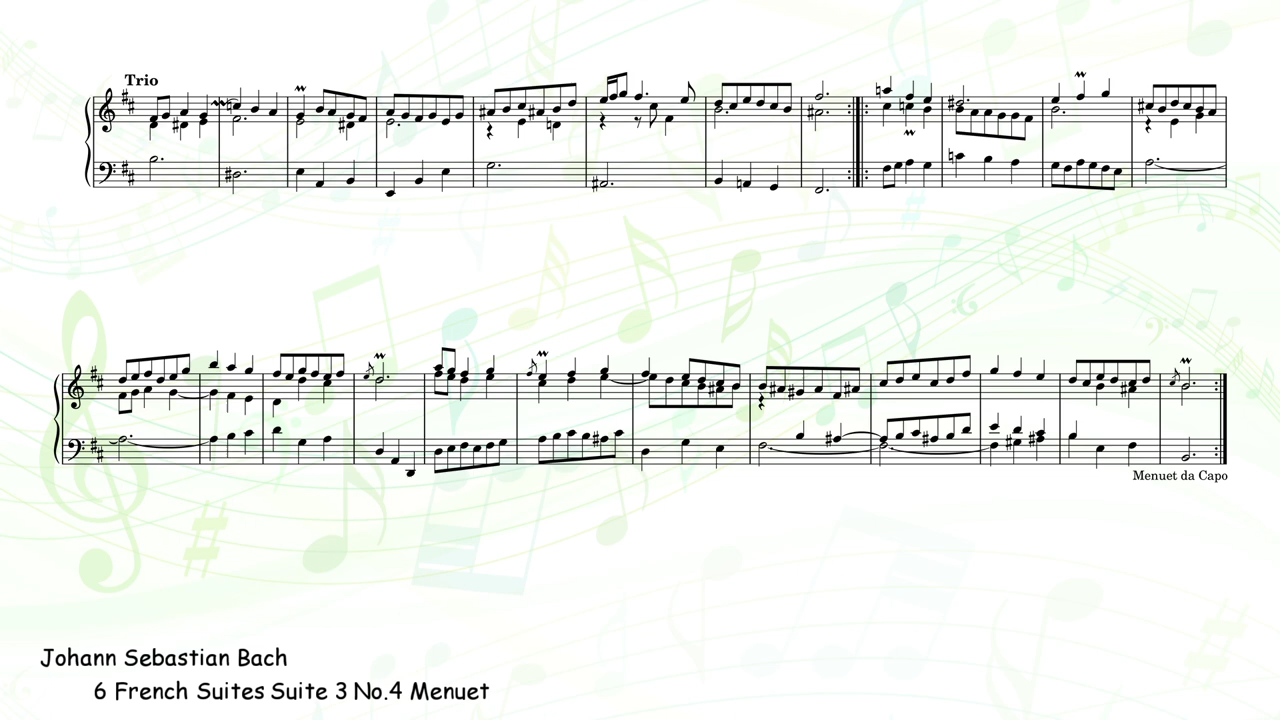 Trio
Menuet da Capo
Johann Sebastian Bach
6 French Suites Suite 3 No.4 Menuet